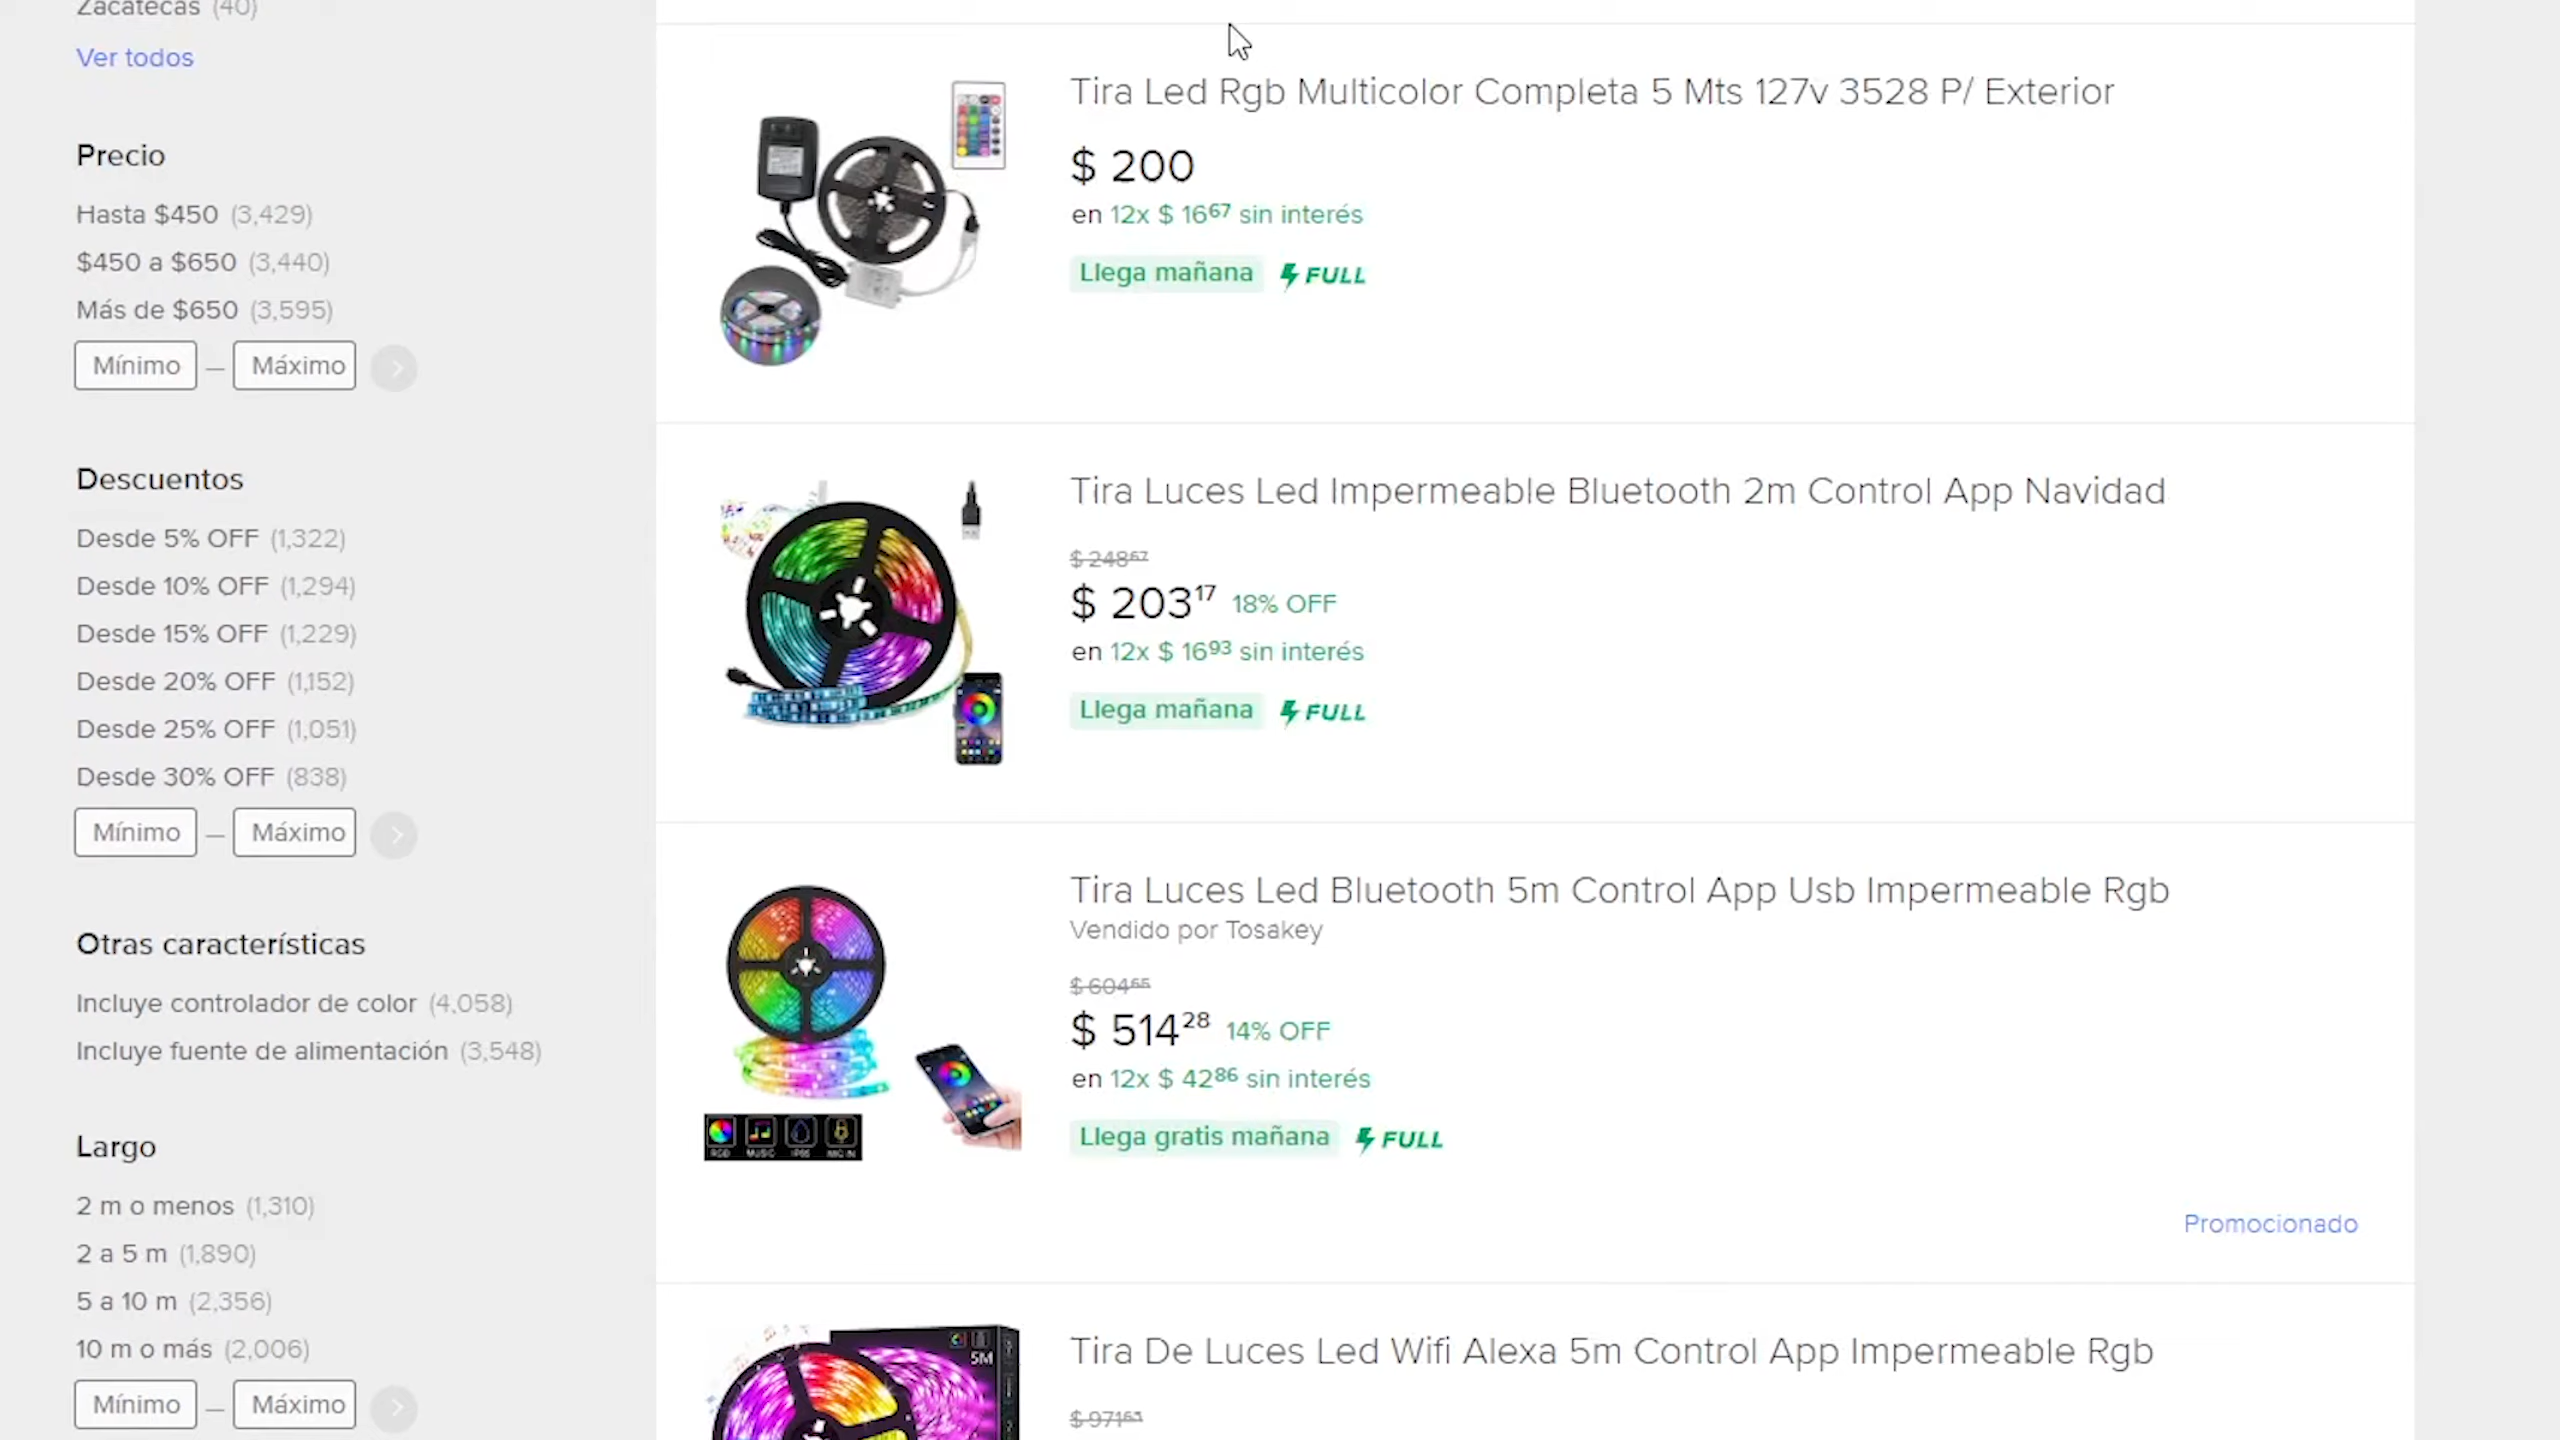 Zacatecas (40)
Ver todos
Precio
Hasta $450 (3,429)
$450 a $650 (3,440)
Más de $650 (3,595)
Mínimo — Máximo
Descuentos
Desde 5% OFF (1,322)
Desde 10% OFF (1,294)
Desde 15% OFF (1,229)
Desde 20% OFF (1,152)
Desde 25% OFF (1,051)
Desde 30% OFF (838)
Mínimo — Máximo
Otras características
Incluye controlador de color (4,058)
Incluye fuente de alimentación (3,548)
Largo
2 m o menos (1,310)
2 a 5 m (1,890)
5 a 10 m (2,356)
10 m o más (2,006)
Mínimo — Máximo
Tira Led Rgb Multicolor Completa 5 Mts 127v 3528 P/ Exterior
$ 200
en 12x $ 16 67 sin interés
Llega mañana FULL
Tira Luces Led Impermeable Bluetooth 2m Control App Navidad
$ 248 67
$ 203 17 18% OFF
en 12x $ 16 93 sin interés
Llega mañana FULL
Tira Luces Led Bluetooth 5m Control App Usb Impermeable Rgb
Vendido por Tosakey
$ 604 65
$ 514 28 14% OFF
en 12x $ 42 86 sin interés
Llega gratis mañana FULL
RGB MUSIC IP65 MIC IN
Promocionado
5M
Tira De Luces Led Wifi Alexa 5m Control App Impermeable Rgb
$ 971